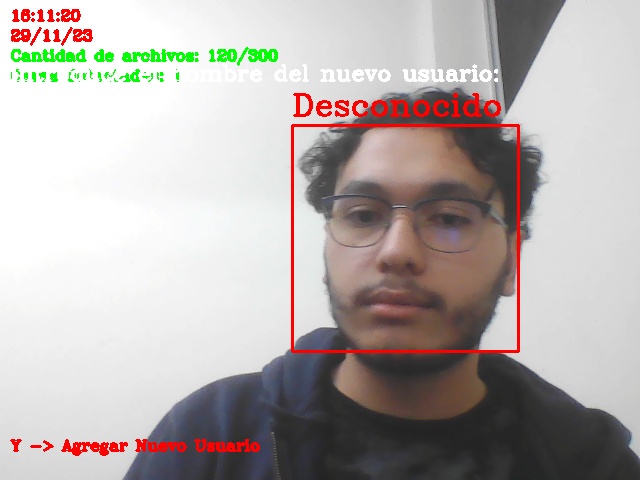 16:11:20
29/11/23
Cantidad de archivos: 120/300
nombre del nuevo usuario:
Desconocido
Y -> Agregar Nuevo Usuario